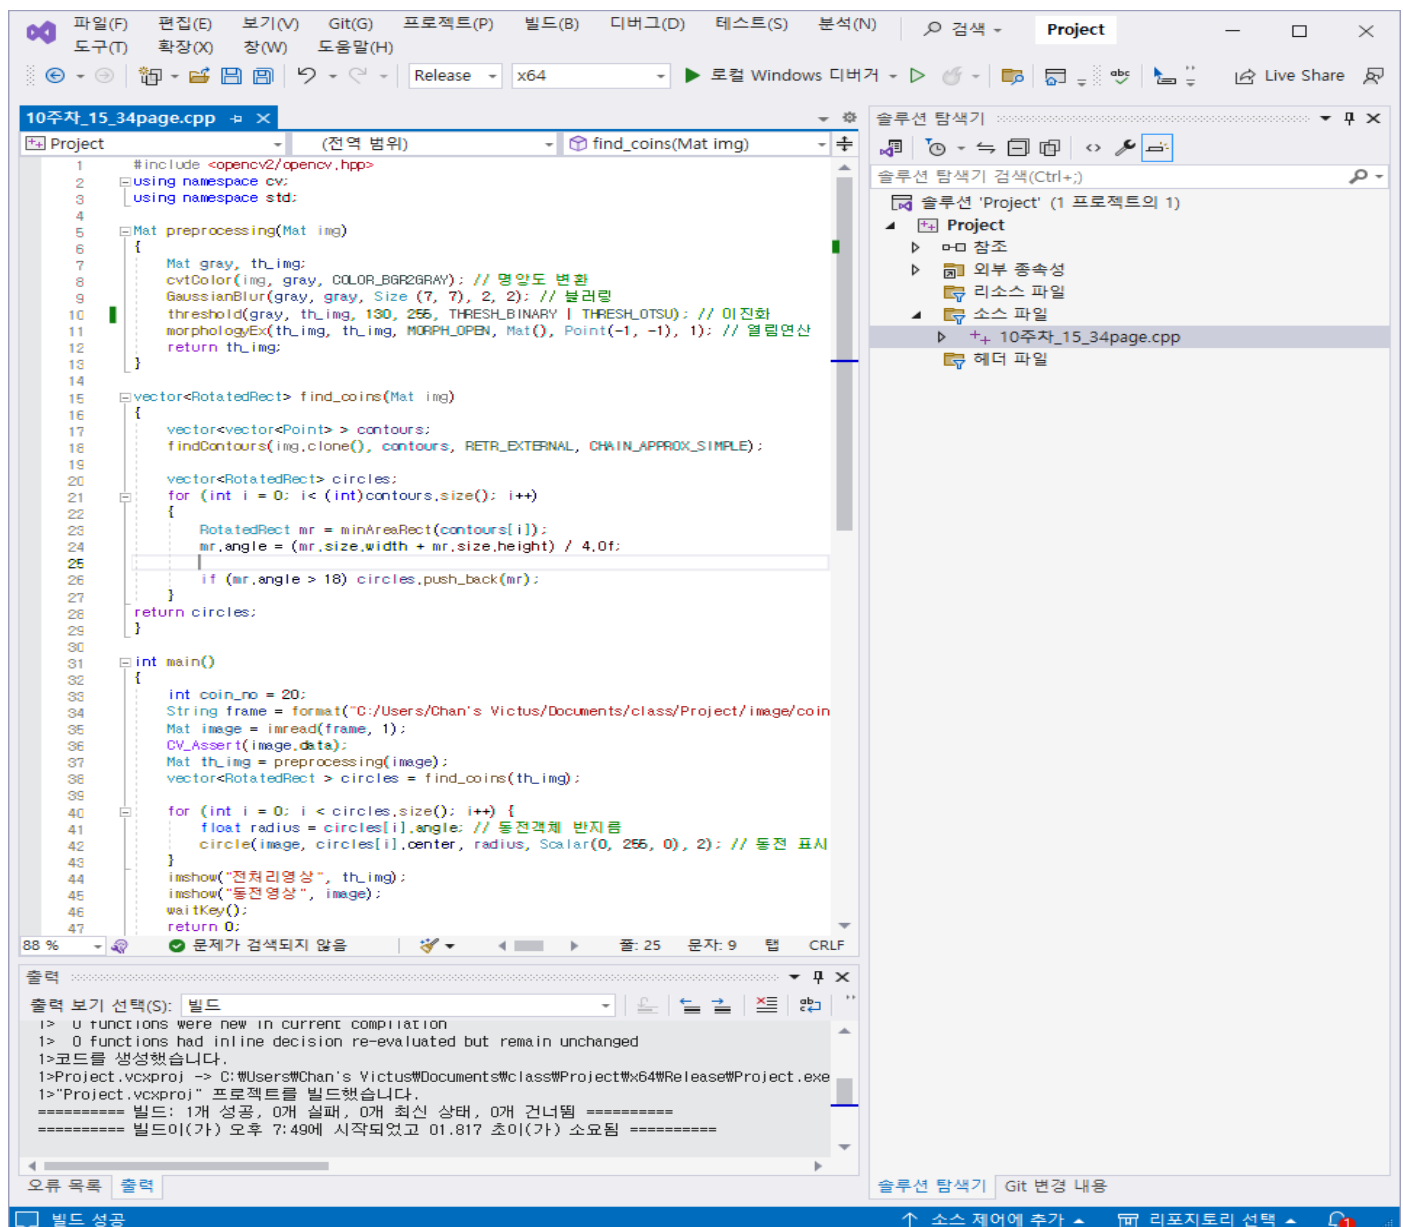 파일(F) 편집(E) 보기(V) Git(G) 프로젝트(P) 빌드(B) 디버그(D) 테스트(S) 분석(N) 검색 Project
도구(T) 확장(X) 창(W) 도움말(H)
Release x64 로컬 Windows 디버거 Live Share
10주차_15_34page.cpp
Project (전역 범위) find_coins(Mat img)
1 #include <opencv2/opencv.hpp>
2 using namespace cv;
3 using namespace std;
4
5 Mat preprocessing(Mat img)
6 {
7 Mat gray, th_img;
8 cvtColor(img, gray, COLOR_BGR2GRAY); // 명암도 변환
9 GaussianBlur(gray, gray, Size (7, 7), 2, 2); // 블러링
10 threshold(gray, th_img, 130, 255, THRESH_BINARY | THRESH_OTSU); // 이진화
11 morphologyEx(th_img, th_img, MORPH_OPEN, Mat(), Point(-1, -1), 1); // 열림연산
12 return th_img;
13 }
14
15 vector<RotatedRect> find_coins(Mat img)
16 {
17 vector<vector<Point> > contours;
18 findContours(img.clone(), contours, RETR_EXTERNAL, CHAIN_APPROX_SIMPLE);
19
20 vector<RotatedRect> circles;
21 for (int i = 0; i< (int)contours.size(); i++)
22 {
23 RotatedRect mr = minAreaRect(contours[i]);
24 mr.angle = (mr.size.width + mr.size.height) / 4.0f;
25
26 if (mr.angle > 18) circles.push_back(mr);
27 }
28 return circles;
29 }
30
31 int main()
32 {
33 int coin_no = 20;
34 String frame = format("C:/Users/Chan's Victus/Documents/class/Project/image/coin
35 Mat image = imread(frame, 1);
36 CV_Assert(image.data);
37 Mat th_img = preprocessing(image);
38 vector<RotatedRect > circles = find_coins(th_img);
39
40 for (int i = 0; i < circles.size(); i++) {
41 float radius = circles[i].angle; // 동전객체 반지름
42 circle(image, circles[i].center, radius, Scalar(0, 255, 0), 2); // 동전 표시
43 }
44 imshow("전처리영상", th_img);
45 imshow("동전영상", image);
46 waitKey();
47 return 0;
88 % 문제가 검색되지 않음 줄: 25 문자: 9 탭 CRLF
출력
출력 보기 선택(S): 빌드
1> 0 functions were new in current compilation
1> 0 functions had inline decision re-evaluated but remain unchanged
1>코드를 생성했습니다.
1>Project.vcxproj -> C:₩Users₩Chan's Victus₩Documents₩class₩Project₩x64₩Release₩Project.exe
1>"Project.vcxproj" 프로젝트를 빌드했습니다.
========== 빌드: 1개 성공, 0개 실패, 0개 최신 상태, 0개 건너뜀 ==========
========== 빌드이(가) 오후 7:49에 시작되었고 01.817 초이(가) 소요됨 ==========
오류 목록 출력
솔루션 탐색기
솔루션 탐색기 검색(Ctrl+;)
솔루션 'Project' (1 프로젝트의 1)
Project
참조
외부 종속성
리소스 파일
소스 파일
10주차_15_34page.cpp
헤더 파일
솔루션 탐색기 Git 변경 내용
빌드 성공 소스 제어에 추가 리포지토리 선택 1